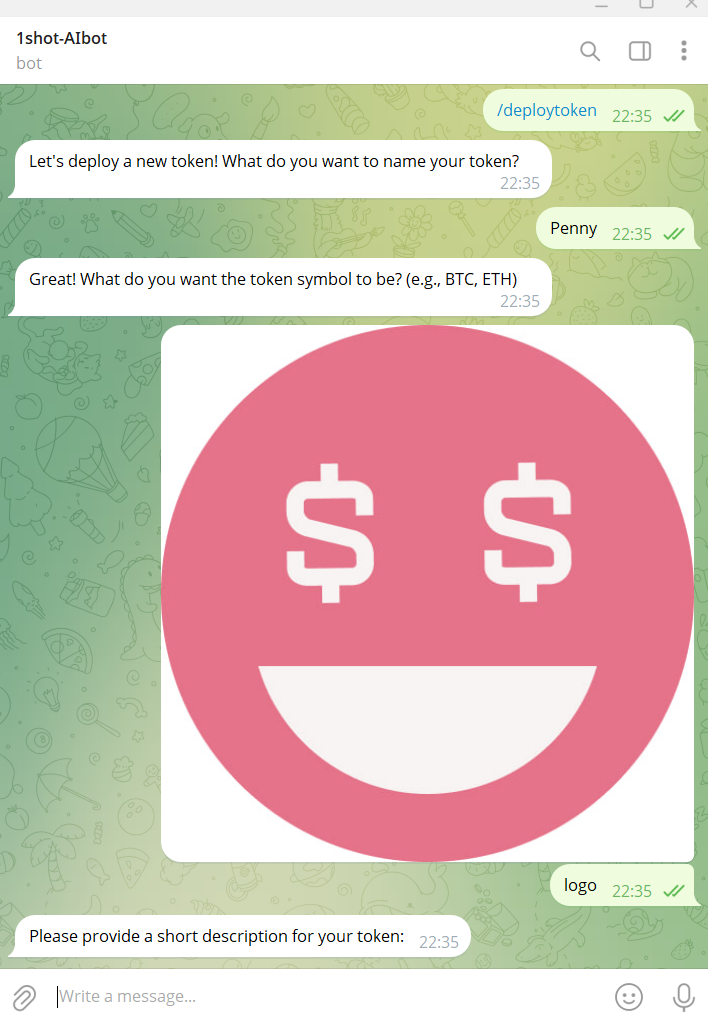 1shot-AIbot
bot
/deploytoken 22:35
Let's deploy a new token! What do you want to name your token?
22:35
Penny 22:35
Great! What do you want the token symbol to be? (e.g., BTC, ETH)
22:35
$ $
logo 22:35
Please provide a short description for your token: 22:35
Write a message...